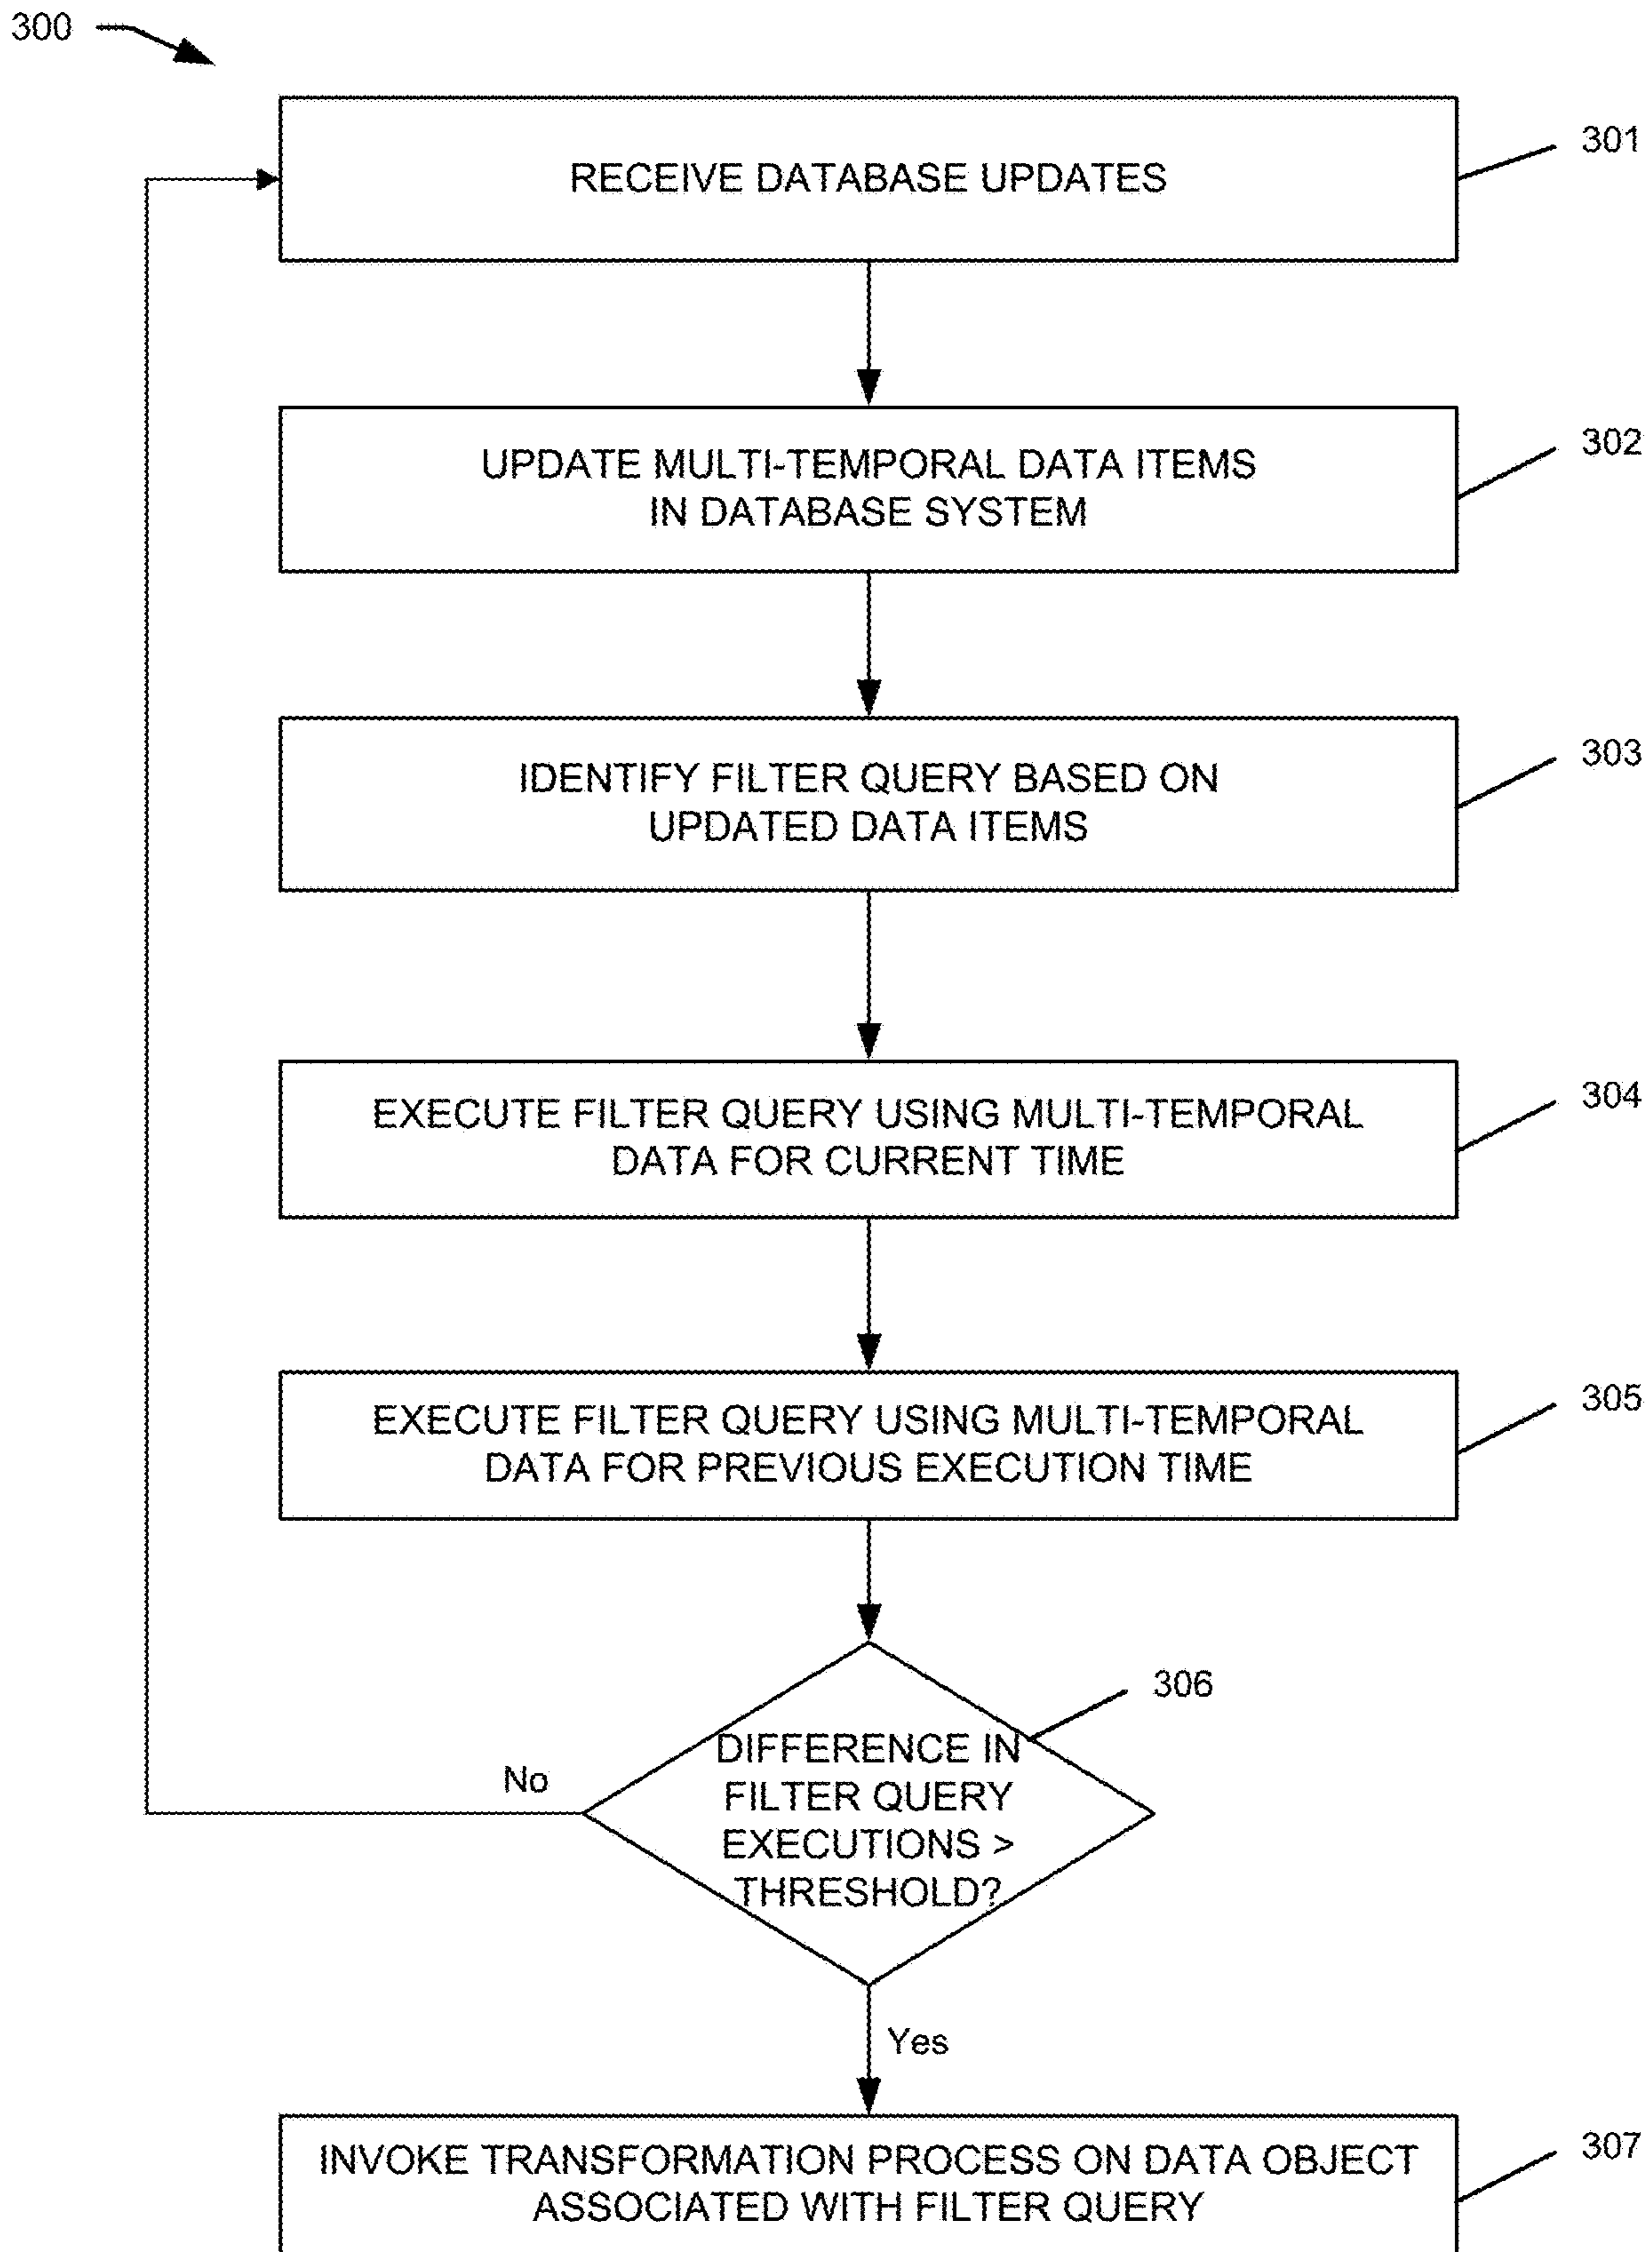 300
RECEIVE DATABASE UPDATES
301
UPDATE MULTI-TEMPORAL DATA ITEMS
IN DATABASE SYSTEM
302
IDENTIFY FILTER QUERY BASED ON
UPDATED DATA ITEMS
303
EXECUTE FILTER QUERY USING MULTI-TEMPORAL
DATA FOR CURRENT TIME
304
EXECUTE FILTER QUERY USING MULTI-TEMPORAL
DATA FOR PREVIOUS EXECUTION TIME
305
306
DIFFERENCE IN
FILTER QUERY
EXECUTIONS >
THRESHOLD?
No
Yes
INVOKE TRANSFORMATION PROCESS ON DATA OBJECT
ASSOCIATED WITH FILTER QUERY
307